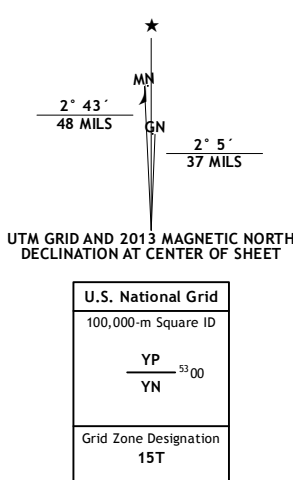 ★
MN
2° 43´
48 MILS
GN
2° 5´
37 MILS
UTM GRID AND 2013 MAGNETIC NORTH
DECLINATION AT CENTER OF SHEET
U.S. National Grid
100,000-m Square ID
YP
5300
YN
Grid Zone Designation
15T